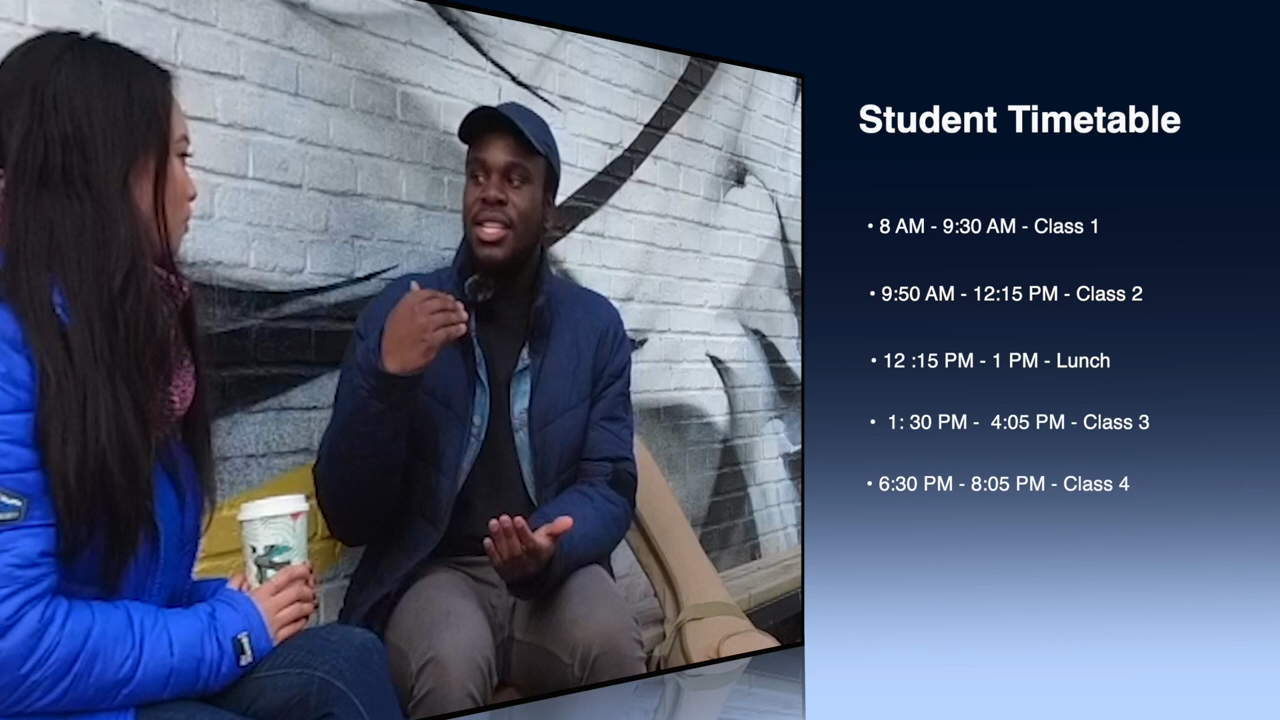 Student Timetable
• 8 AM - 9:30 AM - Class 1
• 9:50 AM - 12:15 PM - Class 2
• 12 :15 PM - 1 PM - Lunch
• 1: 30 PM - 4:05 PM - Class 3
• 6:30 PM - 8:05 PM - Class 4